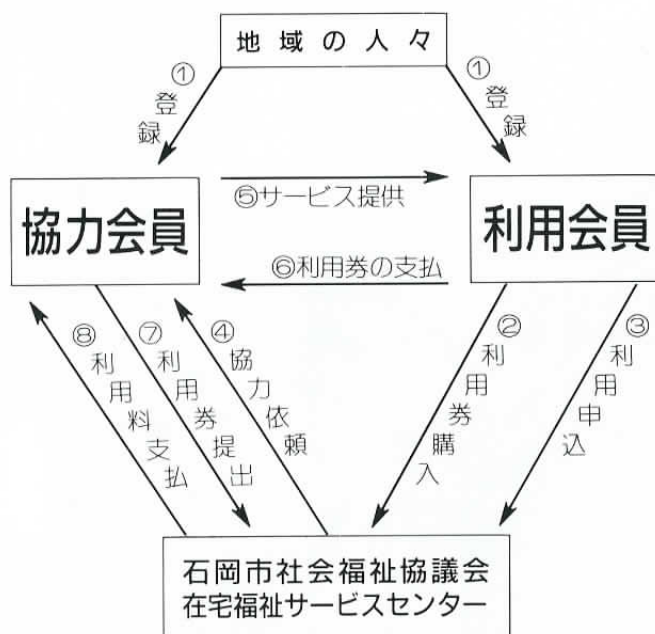 地域の人々
①登録
①登録
協力会員
利用会員
⑤サービス提供
⑥利用券の支払
⑧利用料支払
⑦利用券提出
④協力依頼
②利用券購入
③利用申込
石岡市社会福祉協議会
在宅福祉サービスセンター